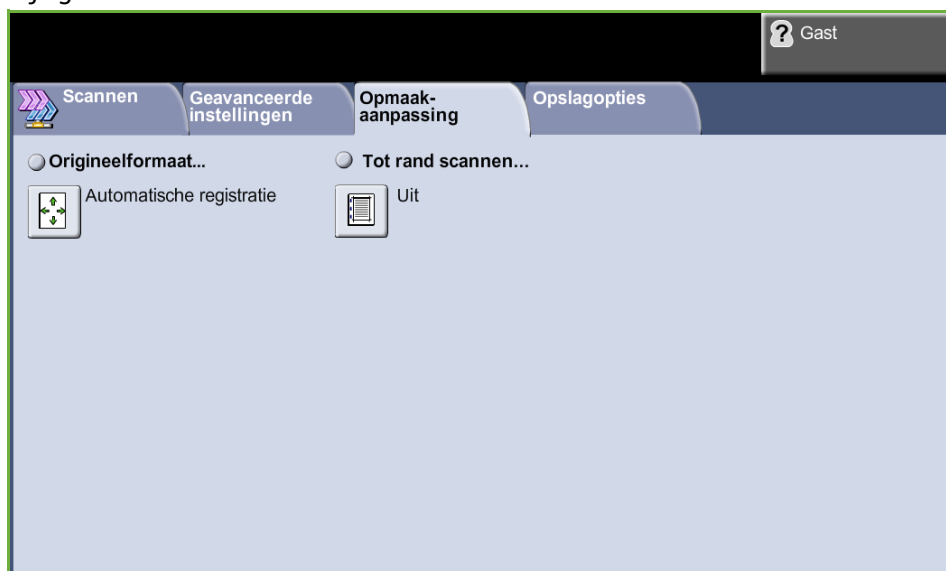 Gast
Scannen
Geavanceerde
instellingen
Opmaak-
aanpassing
Opslagopties
Origineelformaat...
Automatische registratie
Tot rand scannen...
Uit